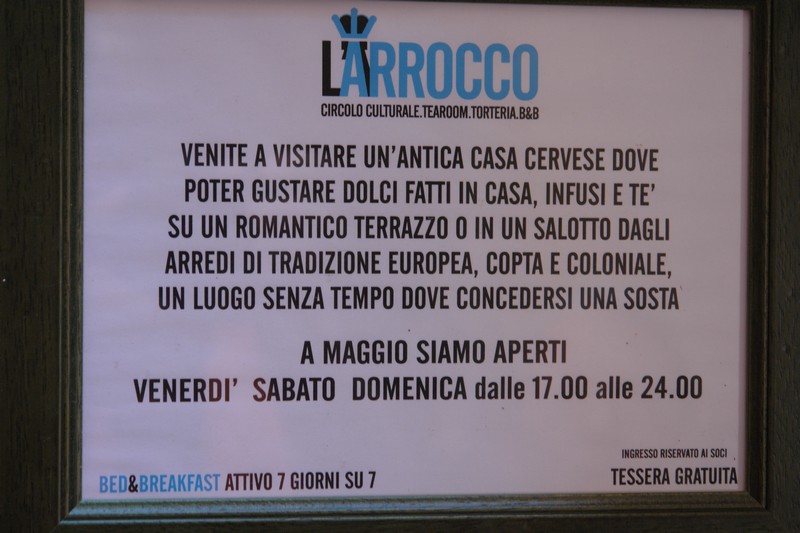 L'ARROCCO
CIRCOLO CULTURALE.TEAROOM.TORTERIA.B&B
VENITE A VISITARE UN'ANTICA CASA CERVESE DOVE
POTER GUSTARE DOLCI FATTI IN CASA, INFUSI E TE'
SU UN ROMANTICO TERRAZZO O IN UN SALOTTO DAGLI
ARREDI DI TRADIZIONE EUROPEA, COPTA E COLONIALE,
UN LUOGO SENZA TEMPO DOVE CONCEDERSI UNA SOSTA
A MAGGIO SIAMO APERTI
VENERDI' SABATO DOMENICA dalle 17.00 alle 24.00
INGRESSO RISERVATO AI SOCI
BED&BREAKFAST ATTIVO 7 GIORNI SU 7 TESSERA GRATUITA